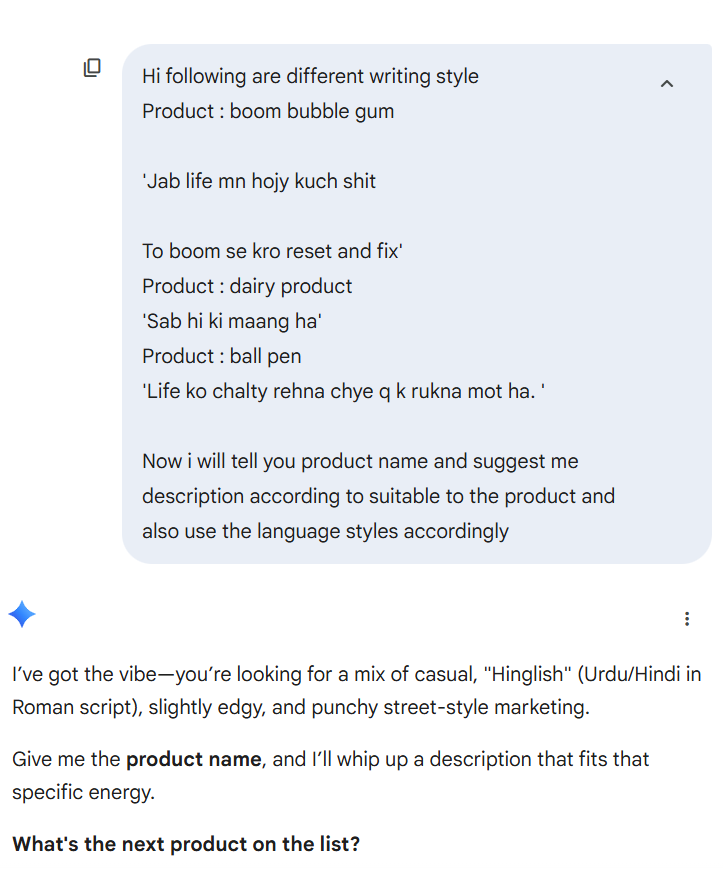 Hi following are different writing style
Product : boom bubble gum
'Jab life mn hojy kuch shit
To boom se kro reset and fix'
Product : dairy product
'Sab hi ki maang ha'
Product : ball pen
'Life ko chalty rehna chye q k rukna mot ha. '
Now i will tell you product name and suggest me
description according to suitable to the product and
also use the language styles accordingly
I’ve got the vibe—you’re looking for a mix of casual, "Hinglish" (Urdu/Hindi in
Roman script), slightly edgy, and punchy street-style marketing.
Give me the product name, and I’ll whip up a description that fits that
specific energy.
What's the next product on the list?